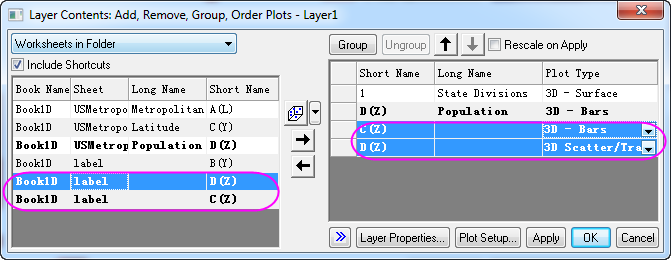 Layer Contents: Add, Remove, Group, Order Plots - Layer1
Worksheets in Folder
Include Shortcuts
Book Name Sheet Long Name Short Name
Book1D USMetropo Metropolitan A(L)
Book1D USMetropo Latitude C(Y)
Book1D USMetropo Population D(Z)
Book1D label B(Y)
Book1D label D(Z)
Book1D label C(Z)
Group Ungroup Rescale on Apply
Short Name Long Name Plot Type
1 State Divisions 3D - Surface
D(Z) Population 3D - Bars
C(Z) 3D - Bars
D(Z) 3D Scatter/Tra
Layer Properties... Plot Setup... Apply OK Cancel